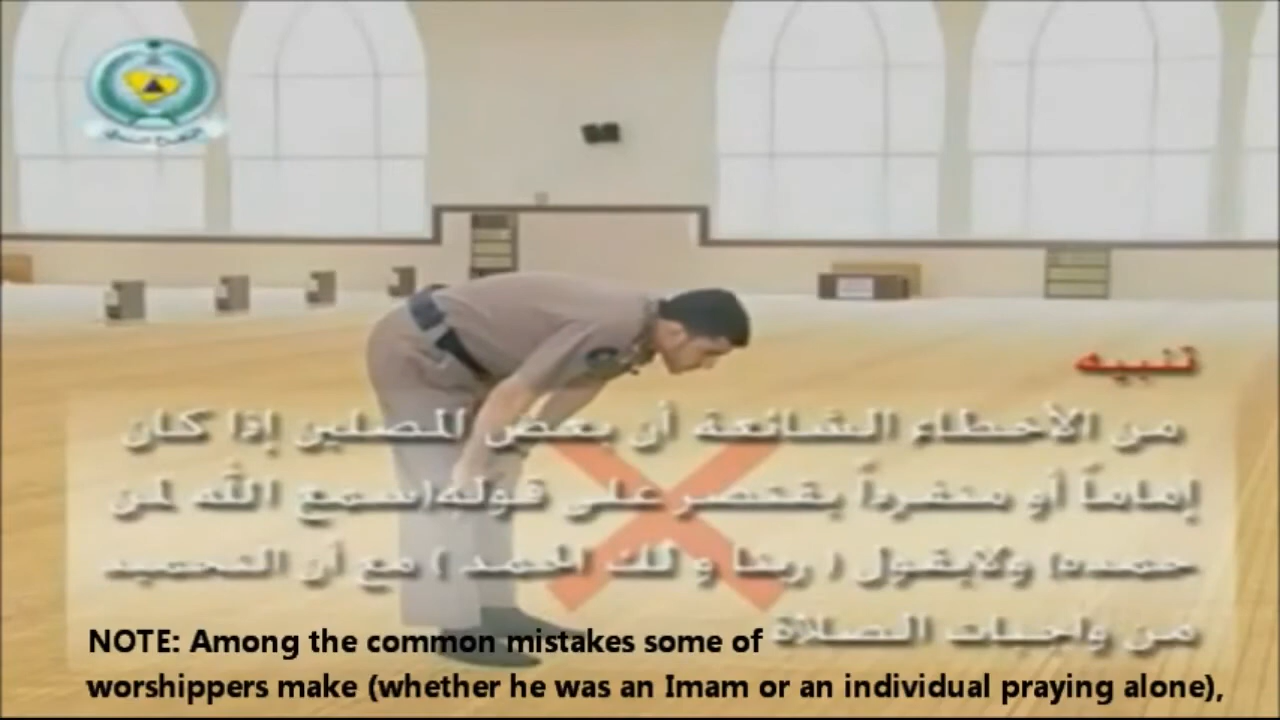 تنبيه
من الأخطاء الشائعة أن بعض المصلين إذا كان
إماماً أو منفرداً يقتصر على قوله(سمع الله لمن
حمده) ولايقول ( ربنا و لك الحمد ) مع أن التحميد
من واجبات الصلاة
NOTE: Among the common mistakes some of
worshippers make (whether he was an Imam or an individual praying alone),